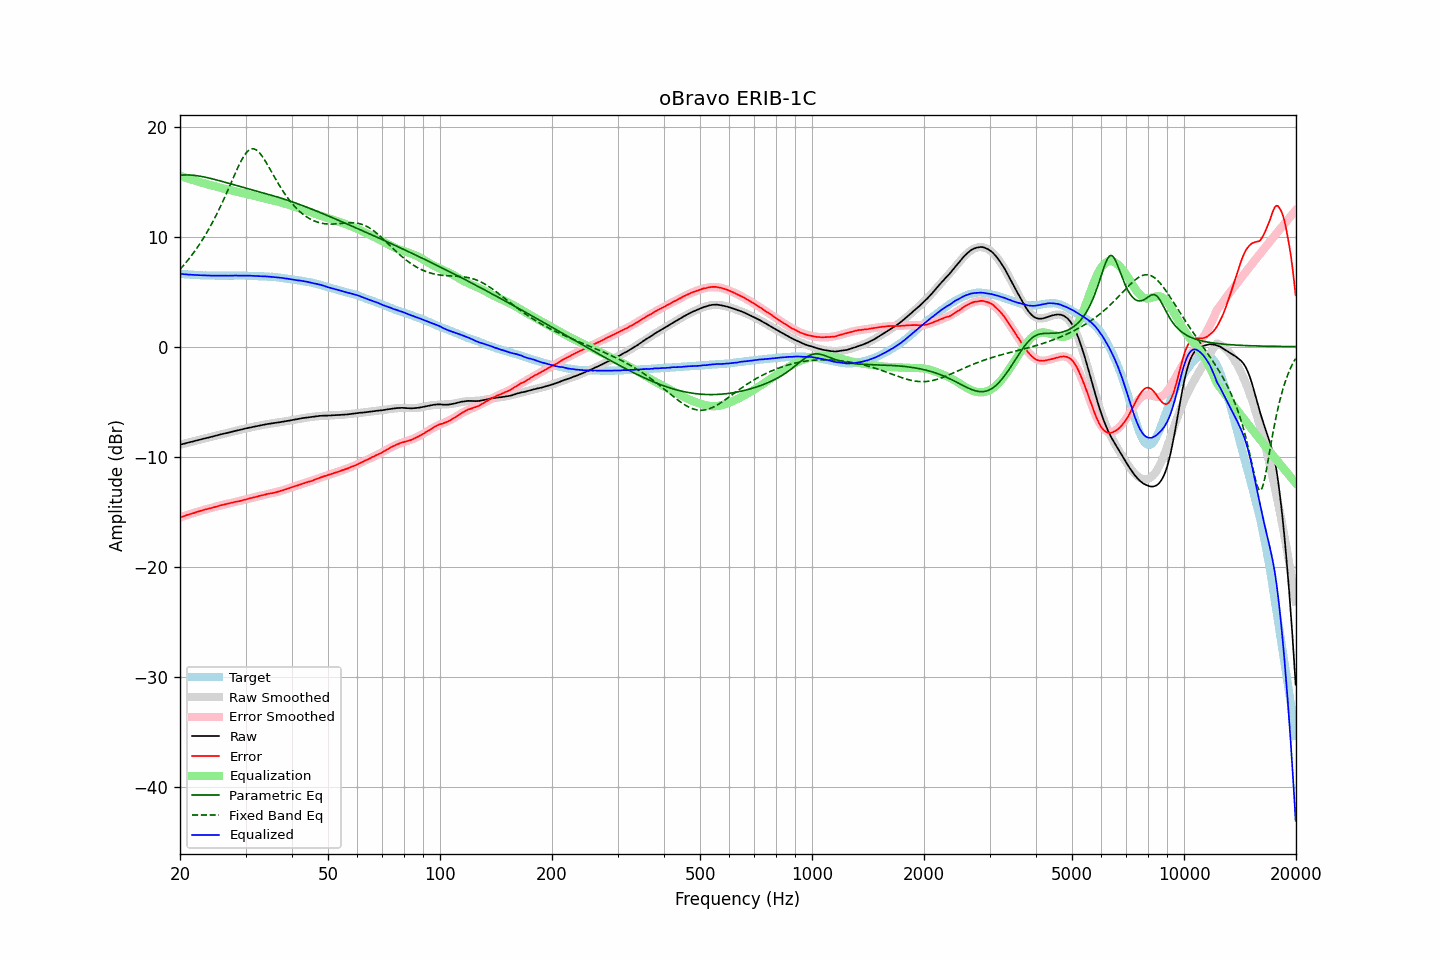 oBravo ERIB-1C
20
10
0
−10
−20
−30
−40
Amplitude (dBr)
Target
Raw Smoothed
Error Smoothed
Raw
Error
Equalization
Parametric Eq
Fixed Band Eq
Equalized
20 50 100 200 500 1000 2000 5000 10000 20000
Frequency (Hz)